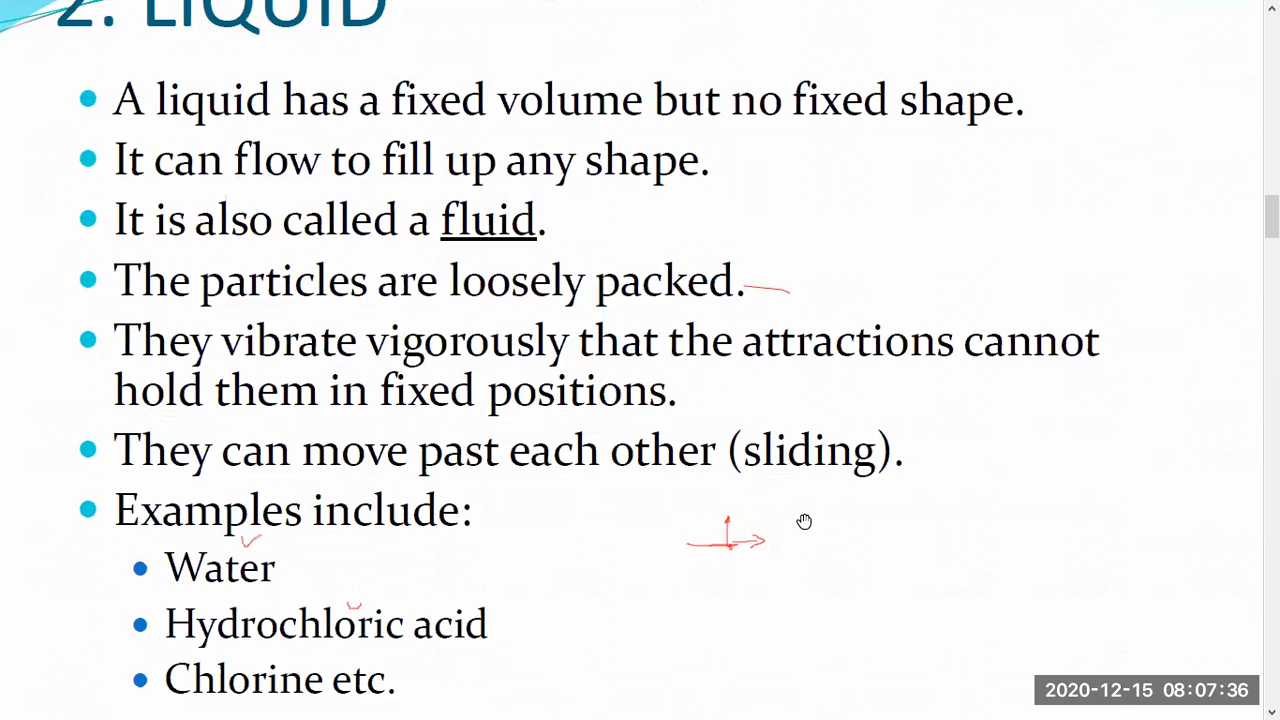 2. LIQUID
A liquid has a fixed volume but no fixed shape.
It can flow to fill up any shape.
It is also called a fluid.
The particles are loosely packed.
They vibrate vigorously that the attractions cannot
hold them in fixed positions.
They can move past each other (sliding).
Examples include:
Water
Hydrochloric acid
Chlorine etc.
2020-12-15 08:07:36